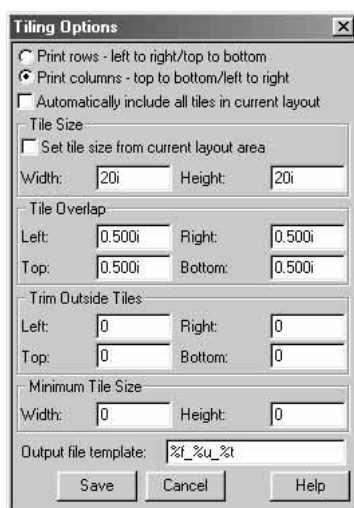 Tiling Options
Print rows - left to right/top to bottom
Print columns - top to bottom/left to right
Automatically include all tiles in current layout
Tile Size
Set tile size from current layout area
Width: 20i Height: 20i
Tile Overlap
Left: 0.500i Right: 0.500i
Top: 0.500i Bottom: 0.500i
Trim Outside Tiles
Left: 0 Right: 0
Top: 0 Bottom: 0
Minimum Tile Size
Width: 0 Height: 0
Output file template: %f_%u_%t
Save Cancel Help